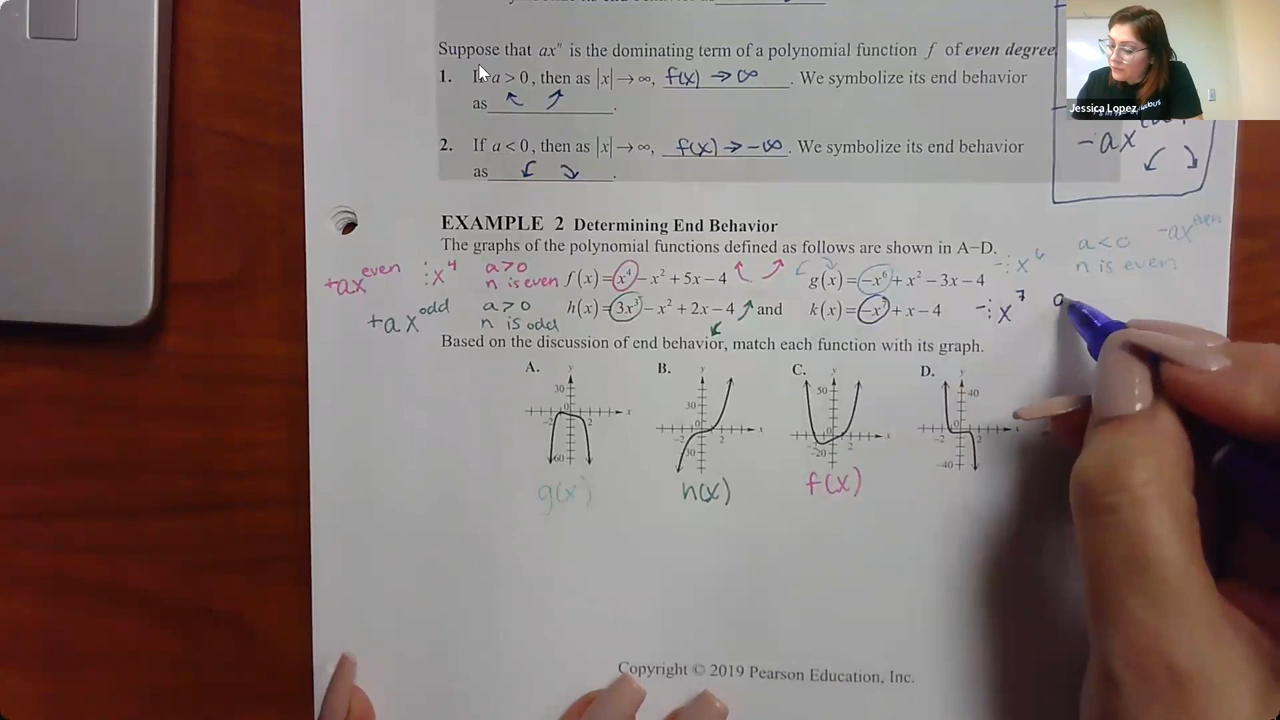 Suppose that axⁿ is the dominating term of a polynomial function f of even degree
1. If a > 0, then as |x| → ∞, f(x) → ∞. We symbolize its end behavior
as ↖ ↗.
Jessica Lopez
2. If a < 0, then as |x| → ∞, f(x) → -∞. We symbolize its end behavior
as ↙ ↘.
-ax
↙ ↘
EXAMPLE 2 Determining End Behavior
The graphs of the polynomial functions defined as follows are shown in A–D.
a<0 -ax^even
n is even
+ax^even : x⁴ a>0
n is even f(x) = x⁴ − x² + 5x − 4 ↖ ↗ ↙ ↘ g(x) = −x⁶ + x² − 3x − 4 -: x⁶
+ax^odd a>0
n is odd h(x) = 3x³ − x² + 2x − 4 ↗ and ↙ k(x) = −x⁷ + x − 4 -: x⁷ a
Based on the discussion of end behavior, match each function with its graph.
A. B. C. D.
y y y y
30 30 50 40
x x x x
0 0 0 0
-2 2 -2 2 -2 2 -2 2
60 30 -20 -40
g(x) h(x) f(x)
Copyright © 2019 Pearson Education, Inc.